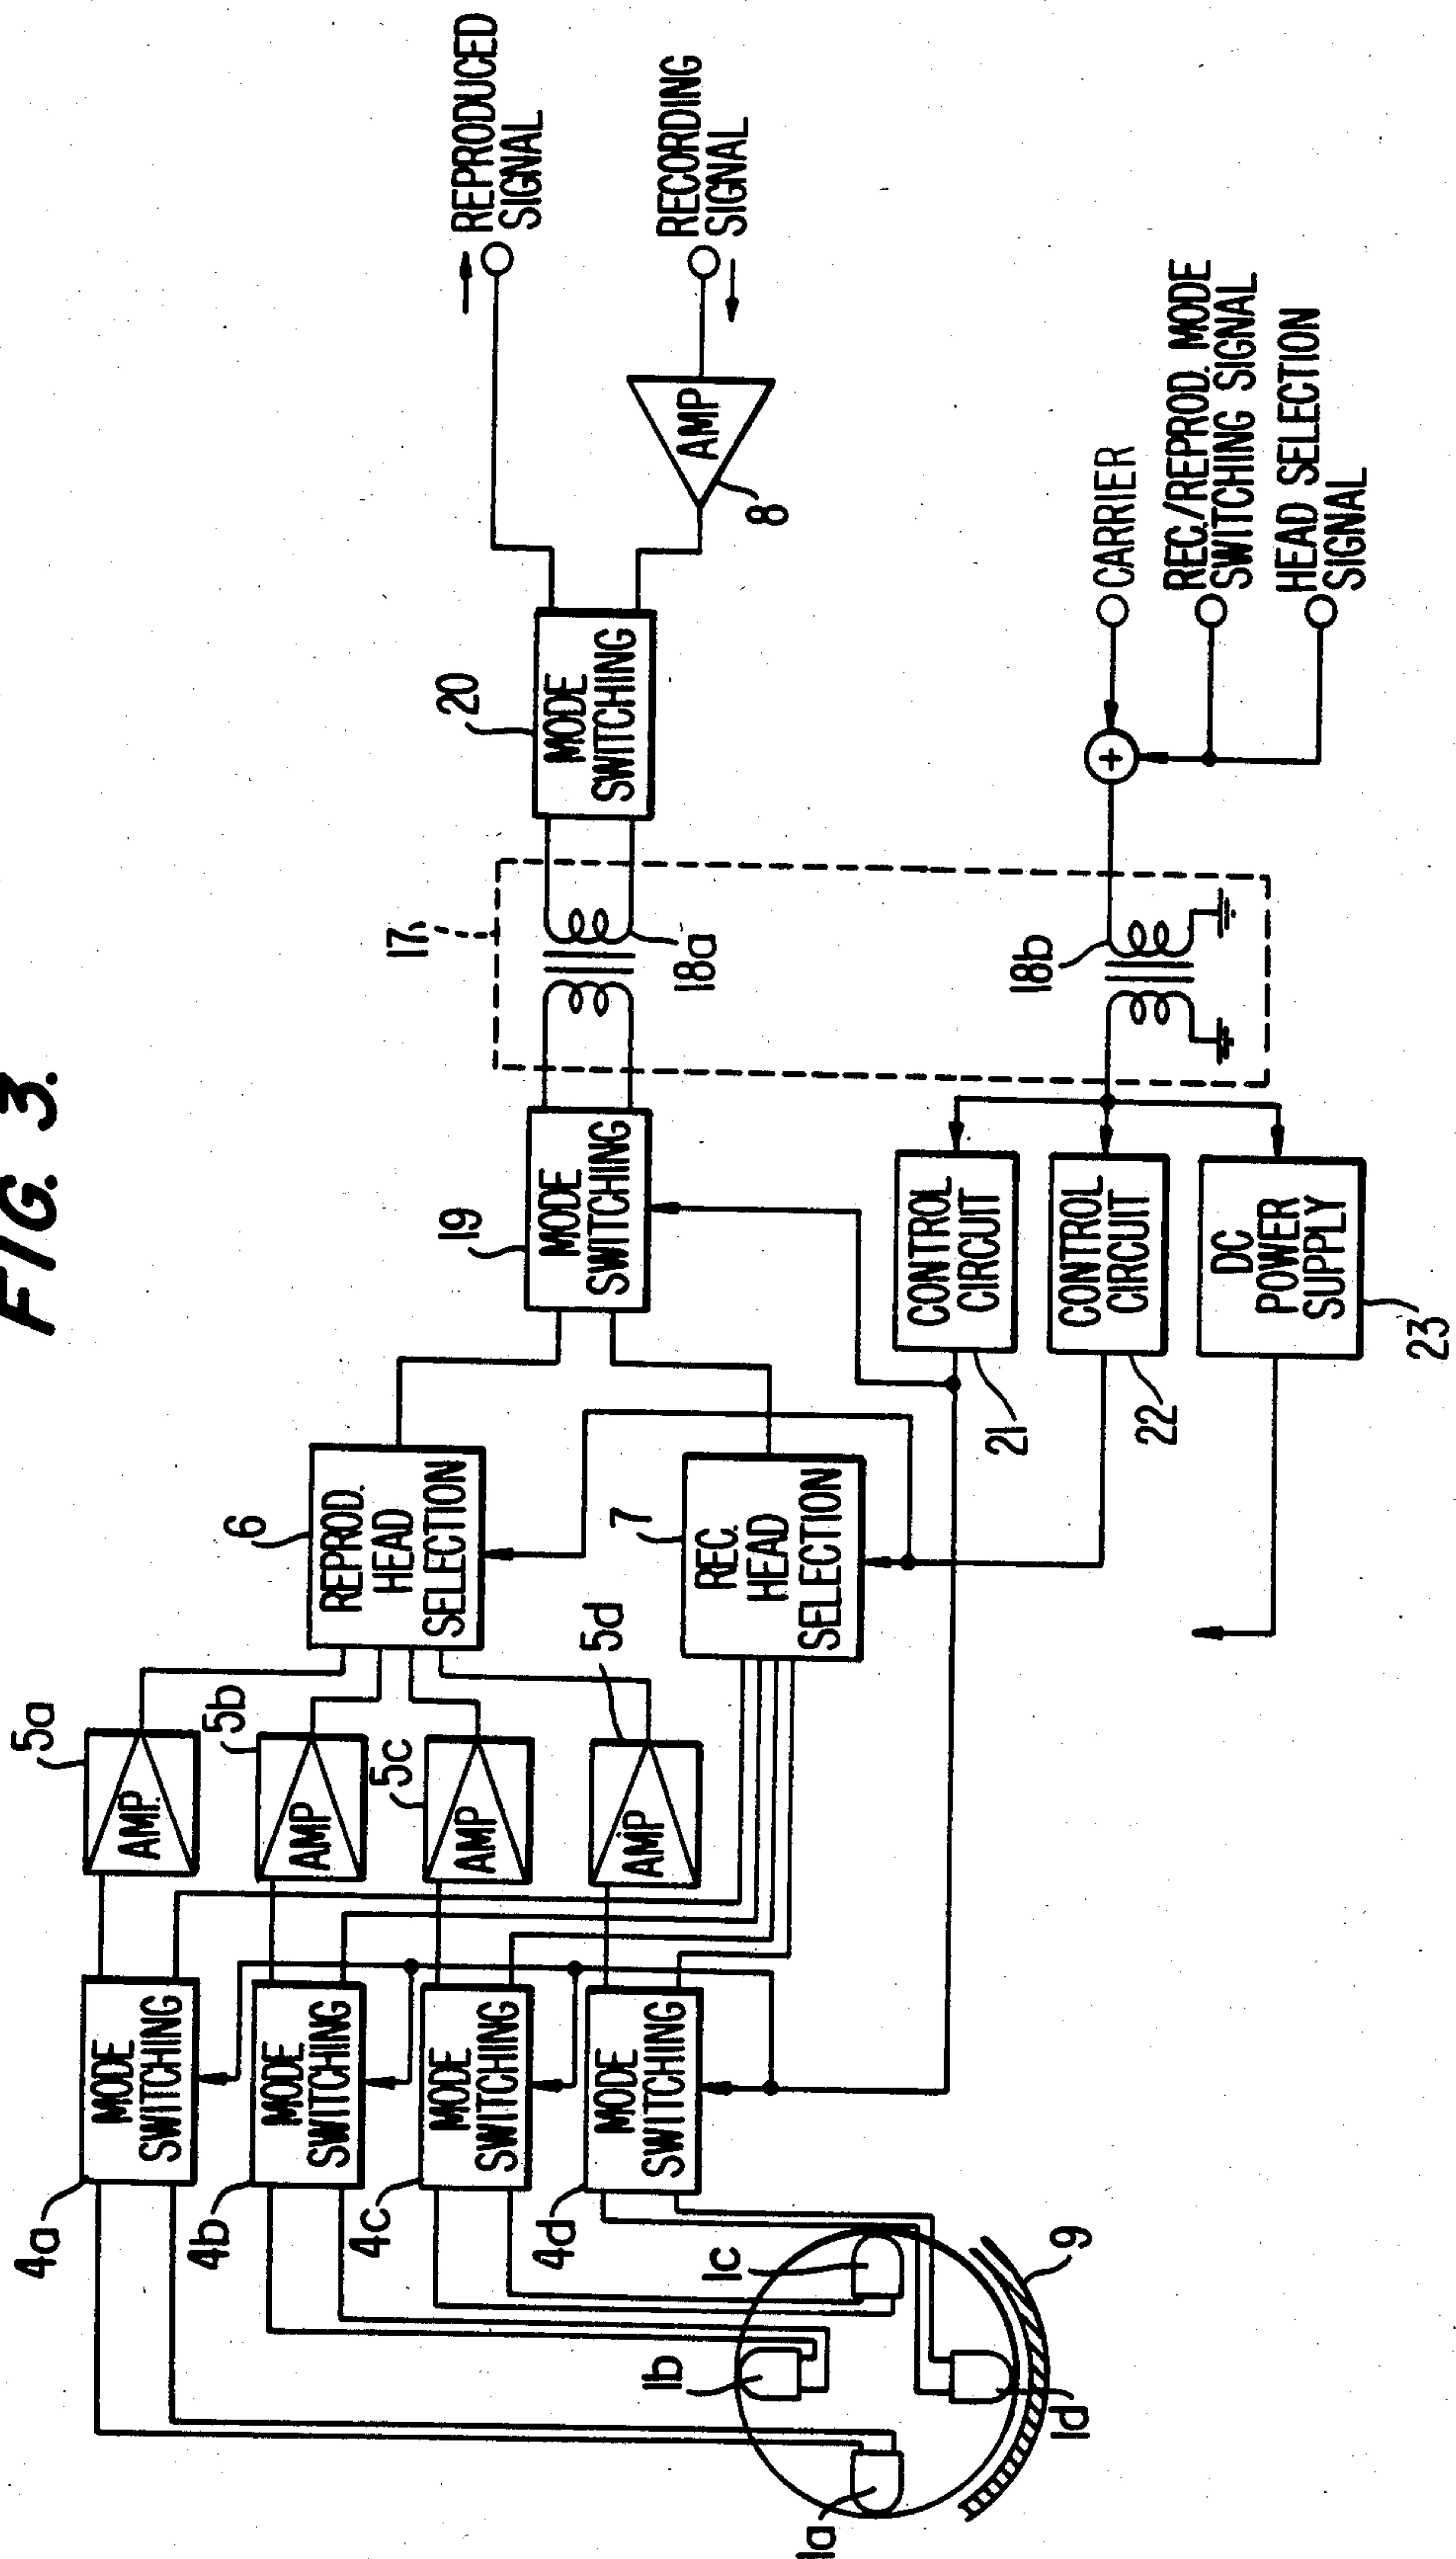 FIG. 3.
5a
5b
5c
5d
4a
4b
4c
4d
AMP.
AMP
AMP
AMP
MODE
SWITCHING
MODE
SWITCHING
MODE
SWITCHING
MODE
SWITCHING
1a
1b
1c
1d
9
6
REPROD.
HEAD
SELECTION
7
REC.
HEAD
SELECTION
19
MODE
SWITCHING
17
18a
18b
20
MODE
SWITCHING
REPRODUCED
SIGNAL
RECORDING
SIGNAL
AMP
8
CONTROL
CIRCUIT
21
CONTROL
CIRCUIT
22
DC
POWER
SUPPLY
23
+
CARRIER
REC./REPROD. MODE
SWITCHING SIGNAL
HEAD SELECTION
SIGNAL